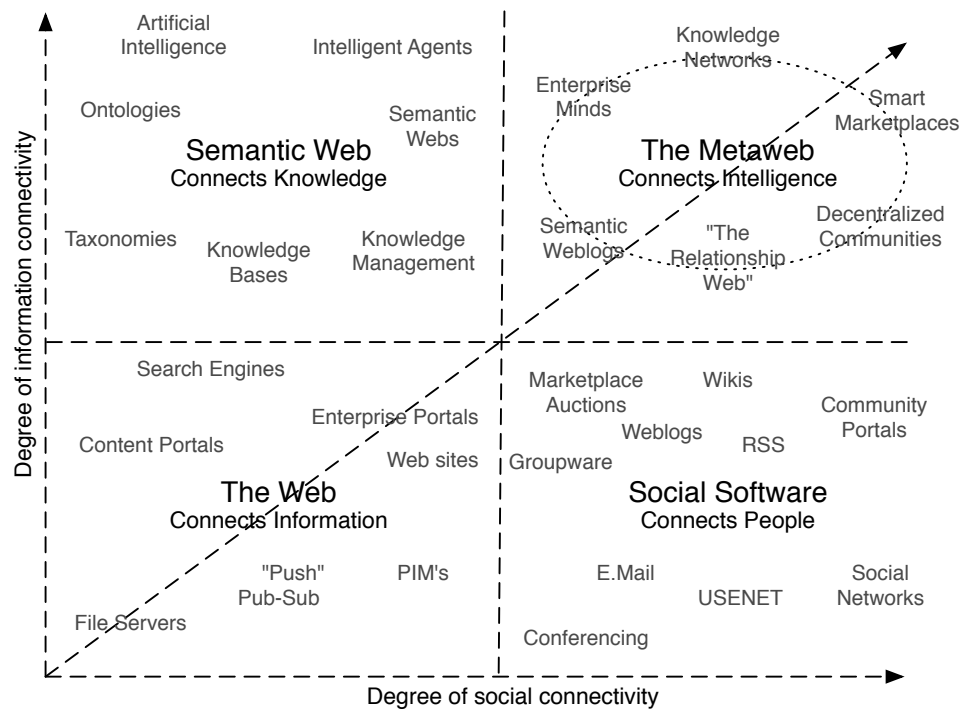 Artificial
Intelligence
Intelligent Agents
Ontologies
Semantic
Webs
Semantic Web
Connects Knowledge
Taxonomies
Knowledge
Bases
Knowledge
Management
Knowledge
Networks
Enterprise
Minds
Smart
Marketplaces
The Metaweb
Connects Intelligence
Semantic
Weblogs
"The
Relationship
Web"
Decentralized
Communities
Degree of information connectivity
Search Engines
Enterprise Portals
Content Portals
Web sites
The Web
Connects Information
"Push"
Pub-Sub
PIM's
File Servers
Marketplace
Auctions
Wikis
Community
Portals
Weblogs
RSS
Groupware
Social Software
Connects People
E.Mail
USENET
Social
Networks
Conferencing
Degree of social connectivity